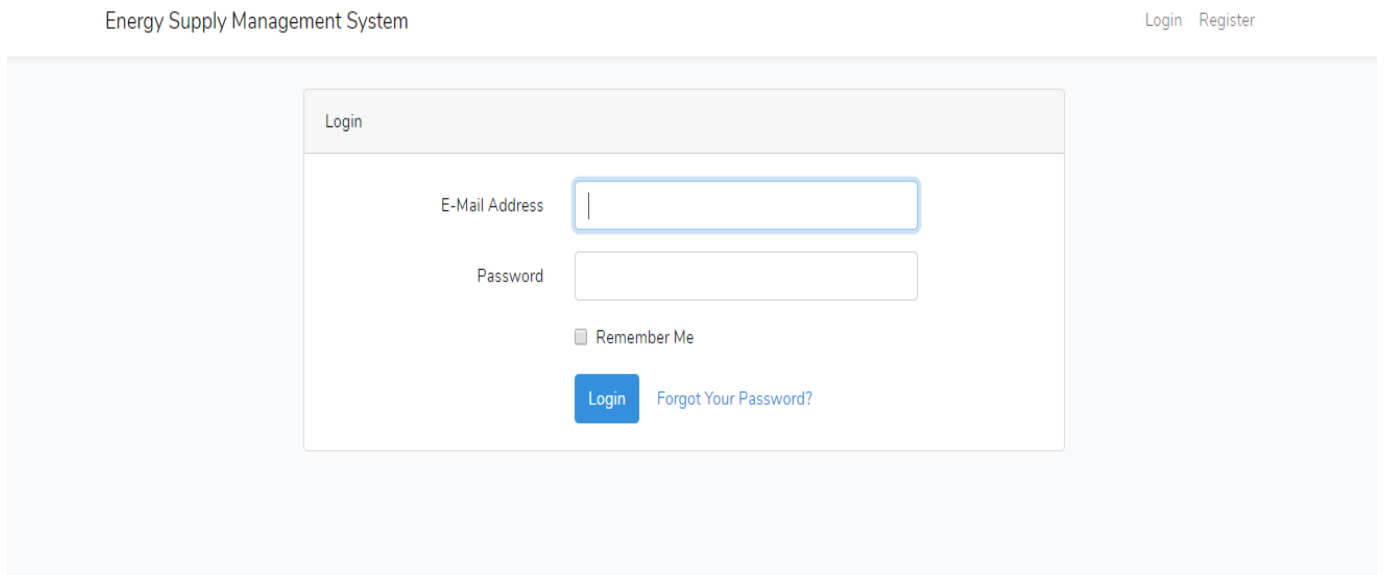 Energy Supply Management System
Login Register
Login
E-Mail Address
Password
Remember Me
Login Forgot Your Password?